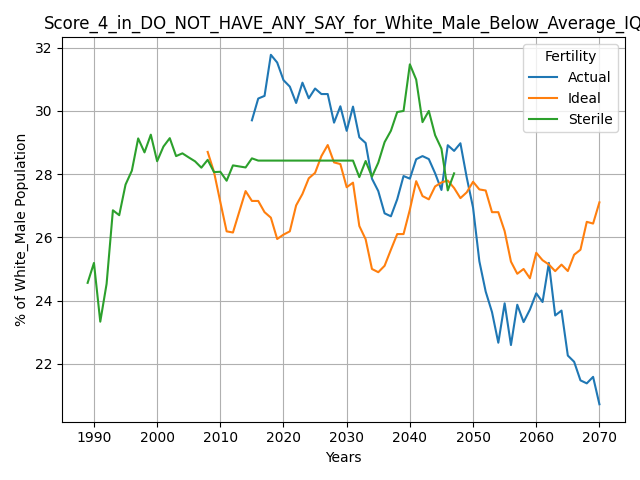 Score_4_in_DO_NOT_HAVE_ANY_SAY_for_White_Male_Below_Average_IQ
Fertility
Actual
Ideal
Sterile
% of White_Male Population
32
30
28
26
24
22
1990 2000 2010 2020 2030 2040 2050 2060 2070
Years